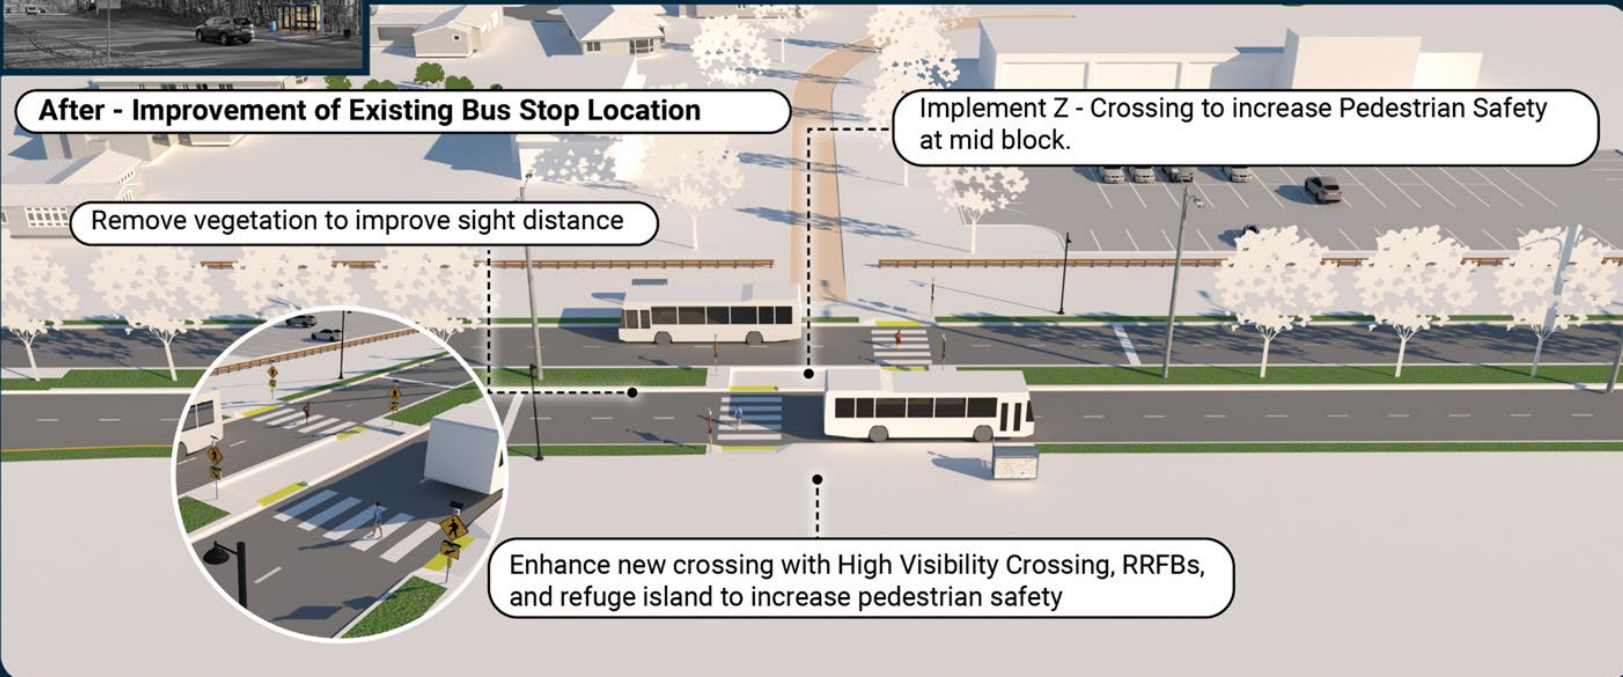 After - Improvement of Existing Bus Stop Location
Implement Z - Crossing to increase Pedestrian Safety
at mid block.
Remove vegetation to improve sight distance
Enhance new crossing with High Visibility Crossing, RRFBs,
and refuge island to increase pedestrian safety